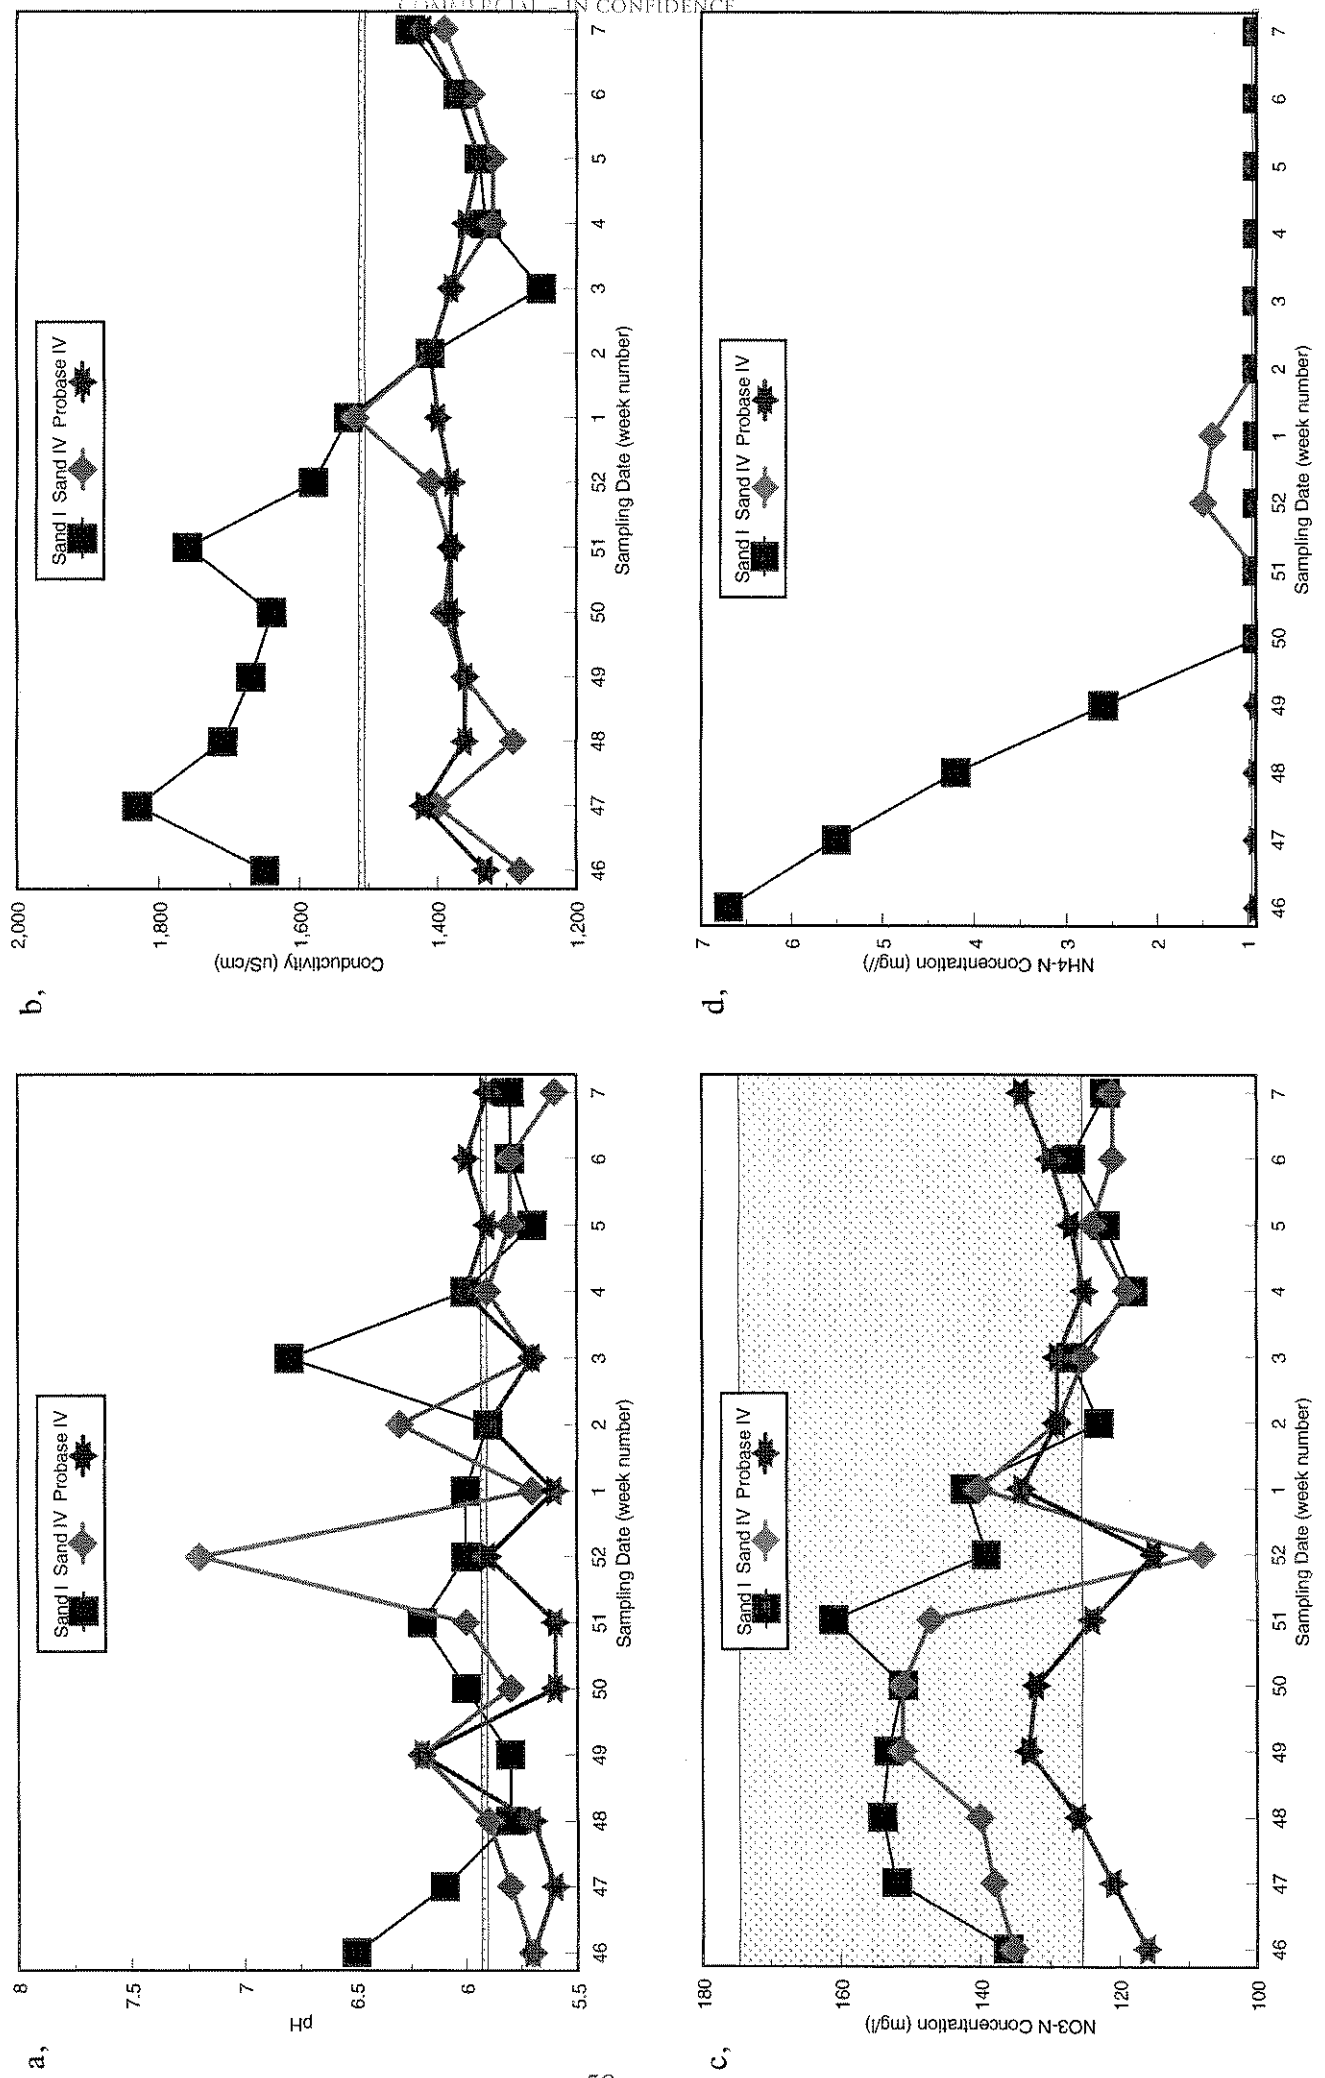 COMMERCIAL – IN CONFIDENCE
a,
pH
8
7.5
7
6.5
6
5.5
Sand I Sand IV Probase IV
46 47 48 49 50 51 52 1 2 3 4 5 6 7
Sampling Date (week number)
b,
Conductivity (uS/cm)
2,000
1,800
1,600
1,400
1,200
Sand I Sand IV Probase IV
46 47 48 49 50 51 52 1 2 3 4 5 6 7
Sampling Date (week number)
c,
NO3-N Concentration (mg/l)
180
160
140
120
100
Sand I Sand IV Probase IV
46 47 48 49 50 51 52 1 2 3 4 5 6 7
Sampling Date (week number)
d,
NH4-N Concentration (mg/l)
7
6
5
4
3
2
1
Sand I Sand IV Probase IV
46 47 48 49 50 51 52 1 2 3 4 5 6 7
Sampling Date (week number)